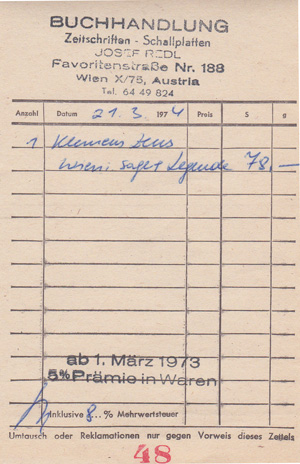 BUCHHANDLUNG
Zeitschriften - Schallplatten
JOSEF REDL
Favoritenstraße Nr. 188
Wien X/75, Austria
Tel. 64 49 824
Anzahl Datum 21. 3. 1974 Preis S g
1 Klemens
Wiens Sagen Legende 78,—
ab 1. März 1973
5% Prämie in Waren
Inklusive 8..% Mehrwertsteuer
Umtausch oder Reklamationen nur gegen Vorweis dieses Zettels
48